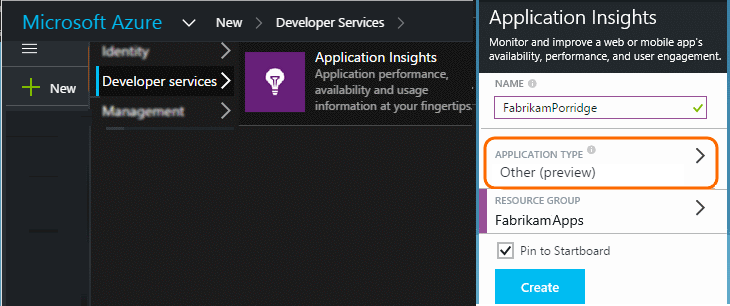 Microsoft Azure New Developer Services
New
Identity
Developer services
Management
Application Insights
Application performance,
availability and usage
information at your fingertips.
Application Insights
Monitor and improve a web or mobile app's
availability, performance, and user engagement.
NAME
FabrikamPorridge
APPLICATION TYPE
Other (preview)
RESOURCE GROUP
FabrikamApps
Pin to Startboard
Create